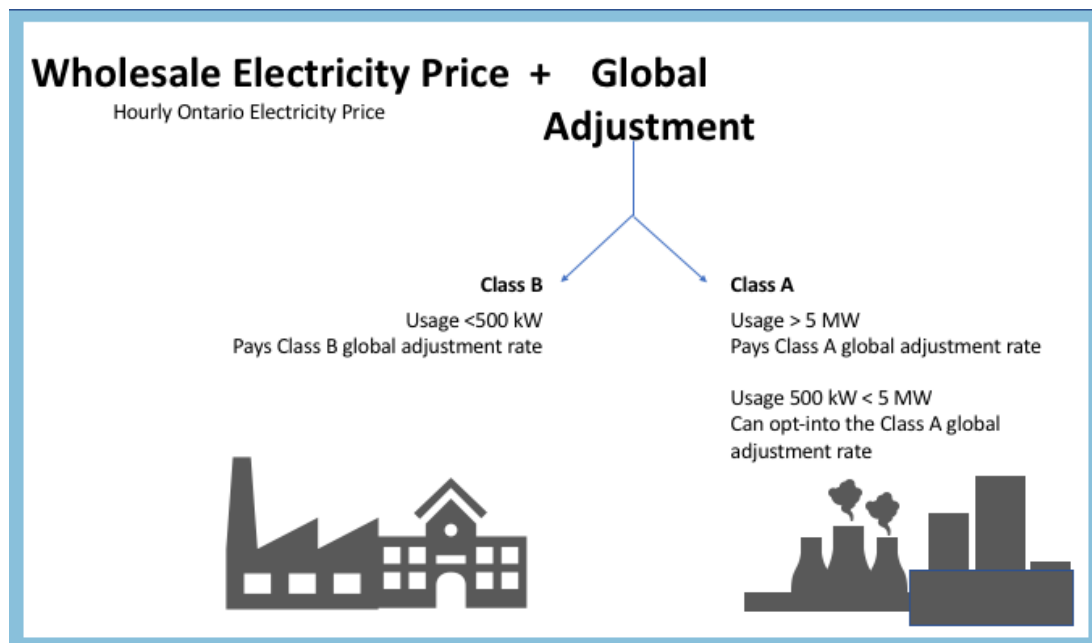 Wholesale Electricity Price + Global
Hourly Ontario Electricity Price
Adjustment
Class B
Usage <500 kW
Pays Class B global adjustment rate
Class A
Usage > 5 MW
Pays Class A global adjustment rate
Usage 500 kW < 5 MW
Can opt-into the Class A global
adjustment rate